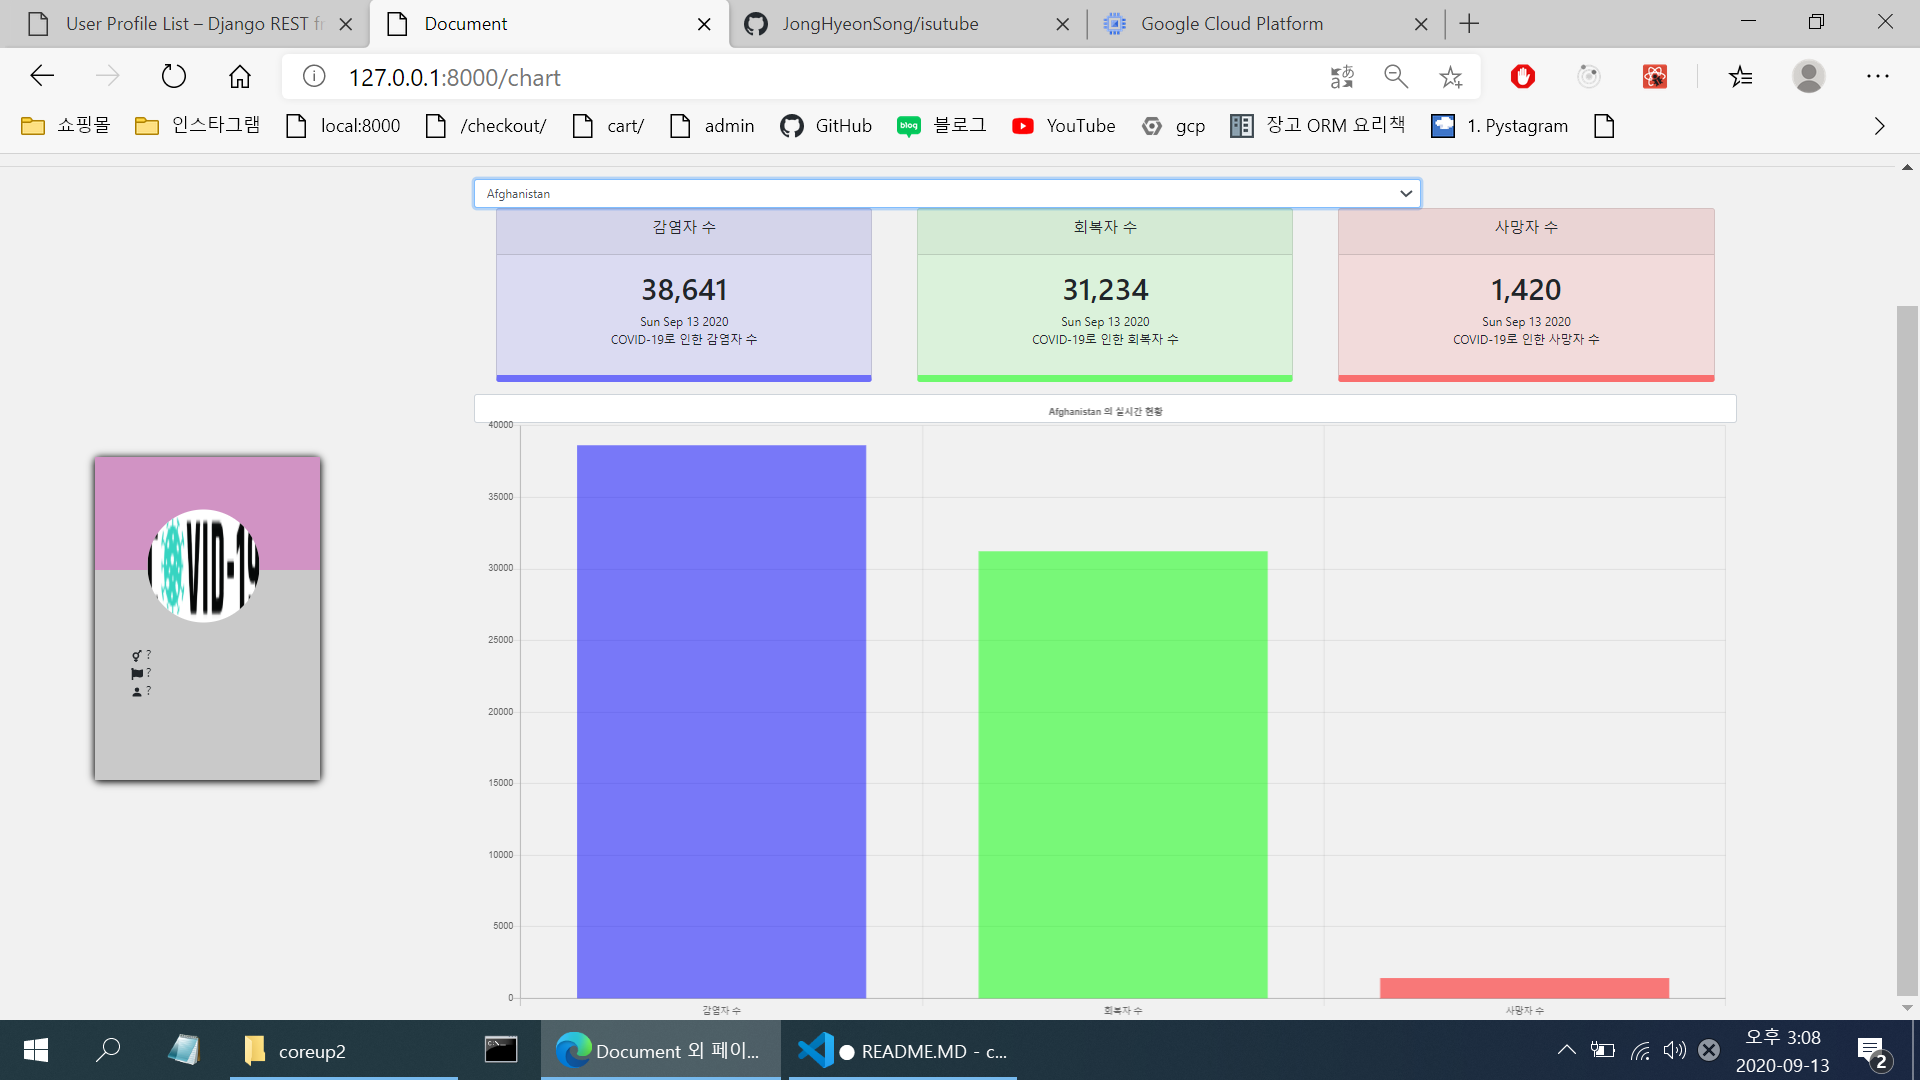 User Profile List – Django REST fr
Document
JongHyeonSong/isutube
Google Cloud Platform
127.0.0.1:8000/chart
쇼핑몰
인스타그램
local:8000
/checkout/
cart/
admin
GitHub
블로그
YouTube
gcp
장고 ORM 요리책
1. Pystagram
Afghanistan
감염자 수
회복자 수
사망자 수
38,641
31,234
1,420
Sun Sep 13 2020
Sun Sep 13 2020
Sun Sep 13 2020
COVID-19로 인한 감염자 수
COVID-19로 인한 회복자 수
COVID-19로 인한 사망자 수
Afghanistan 의 실시간 현황
40000
35000
30000
25000
20000
15000
10000
5000
0
감염자 수
회복자 수
사망자 수
OVID-19
?
?
?
coreup2
Document 외 페이...
● README.MD - c...
오후 3:08
2020-09-13
2